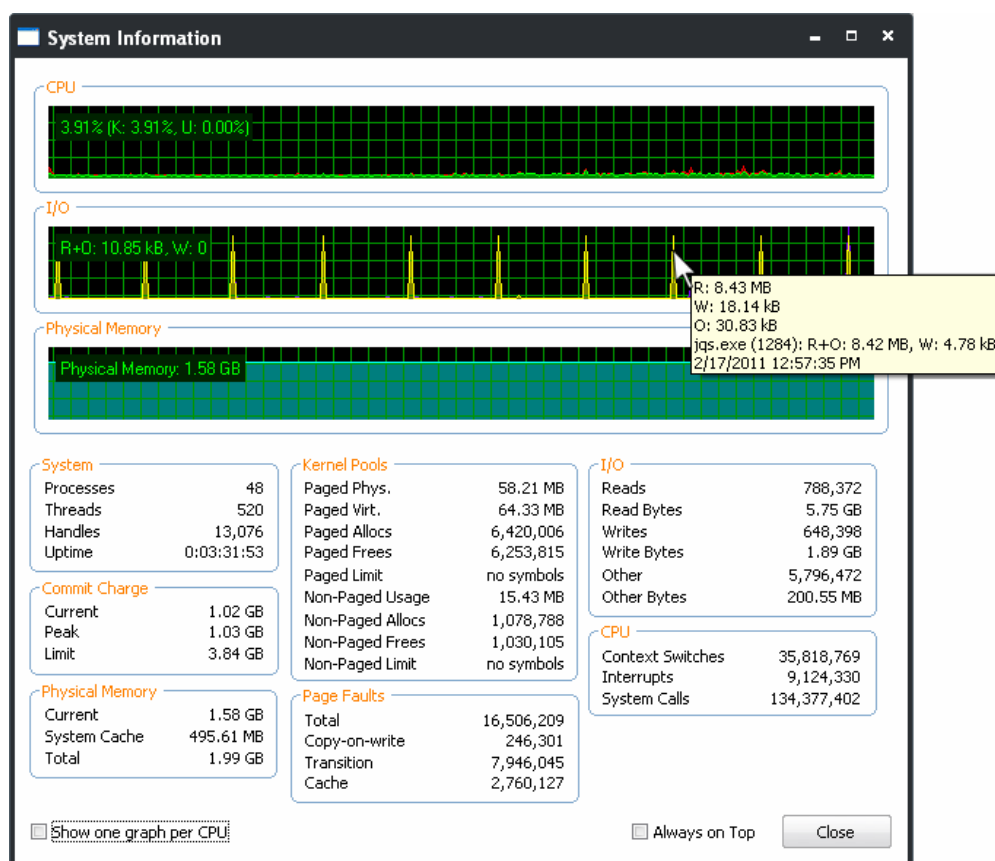 System Information
CPU
3.91% (K: 3.91%, U: 0.00%)
I/O
R+O: 10.85 kB, W: 0
R: 8.43 MB
W: 18.14 kB
O: 30.83 kB
jqs.exe (1284): R+O: 8.42 MB, W: 4.78 kB
2/17/2011 12:57:35 PM
Physical Memory
Physical Memory: 1.58 GB
System
Processes 48
Threads 520
Handles 13,076
Uptime 0:03:31:53
Commit Charge
Current 1.02 GB
Peak 1.03 GB
Limit 3.84 GB
Physical Memory
Current 1.58 GB
System Cache 495.61 MB
Total 1.99 GB
Kernel Pools
Paged Phys. 58.21 MB
Paged Virt. 64.33 MB
Paged Allocs 6,420,006
Paged Frees 6,253,815
Paged Limit no symbols
Non-Paged Usage 15.43 MB
Non-Paged Allocs 1,078,788
Non-Paged Frees 1,030,105
Non-Paged Limit no symbols
Page Faults
Total 16,506,209
Copy-on-write 246,301
Transition 7,946,045
Cache 2,760,127
I/O
Reads 788,372
Read Bytes 5.75 GB
Writes 648,398
Write Bytes 1.89 GB
Other 5,796,472
Other Bytes 200.55 MB
CPU
Context Switches 35,818,769
Interrupts 9,124,330
System Calls 134,377,402
Show one graph per CPU
Always on Top
Close